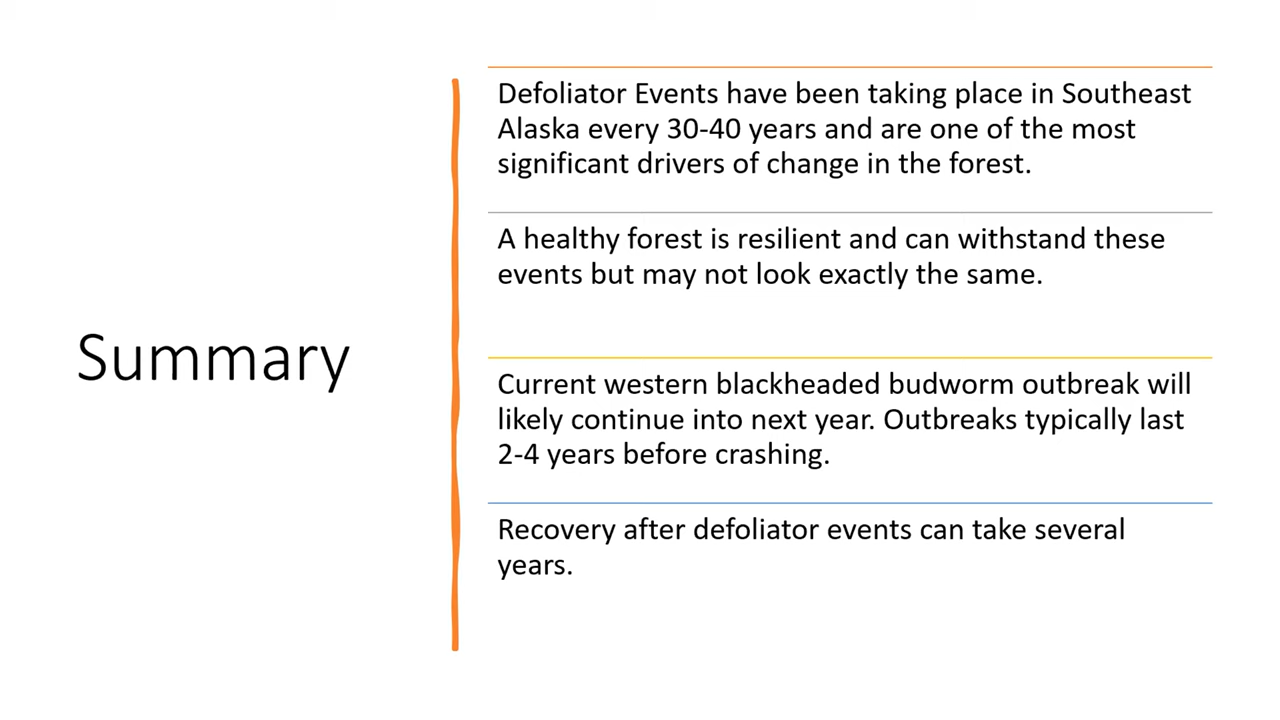 Summary
Defoliator Events have been taking place in Southeast
Alaska every 30-40 years and are one of the most
significant drivers of change in the forest.
A healthy forest is resilient and can withstand these
events but may not look exactly the same.
Current western blackheaded budworm outbreak will
likely continue into next year. Outbreaks typically last
2-4 years before crashing.
Recovery after defoliator events can take several
years.